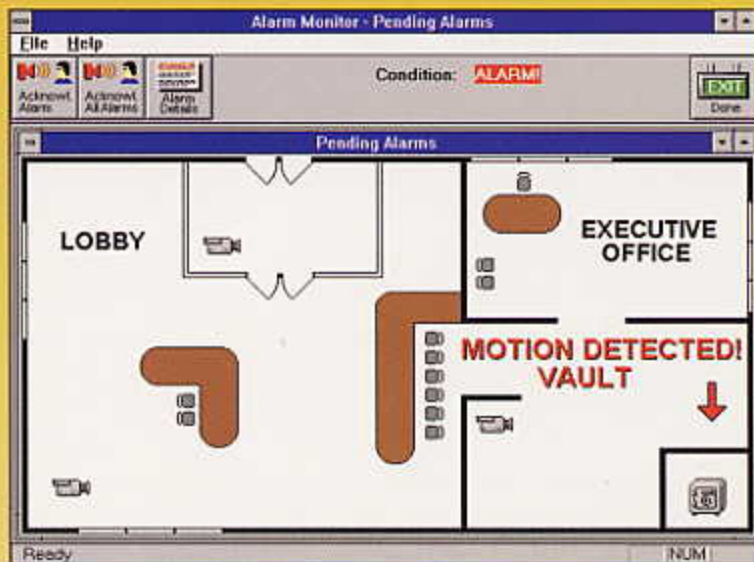 Alarm Monitor - Pending Alarms
File Help
Acknowl. Alarm
Acknowl. All Alarms
Alarm Details
Condition: ALARM!
EXIT
Done
Pending Alarms
LOBBY
EXECUTIVE
OFFICE
MOTION DETECTED!
VAULT
Ready
NUM